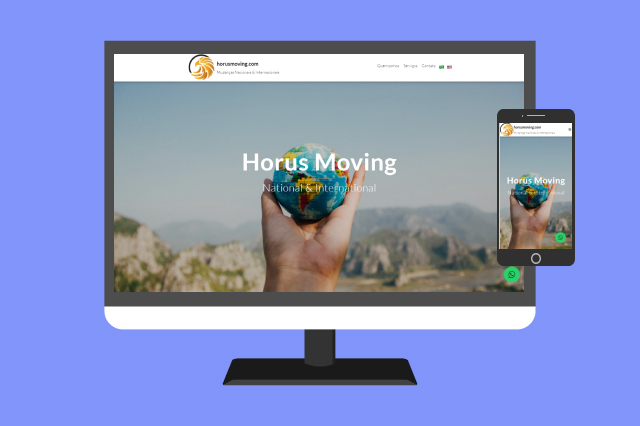 horusmoving.com
Mudanças Nacionais & Internacionais
Quem somos Serviços Contato
Horus Moving
National & International
horusmoving.com
Horus Moving
National & International